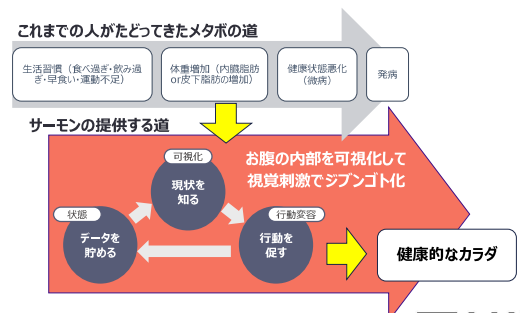 これまでの人がたどってきたメタボの道
生活習慣（食べ過ぎ・飲み過
ぎ・早食い・運動不足）
体重増加（内臓脂肪
or皮下脂肪の増加）
健康状態悪化
（微病）
発病
サーモンの提供する道
お腹の内部を可視化して
視覚刺激でジブンゴト化
可視化
現状を
知る
状態
データを
貯める
行動変容
行動を
促す
健康的なカラダ